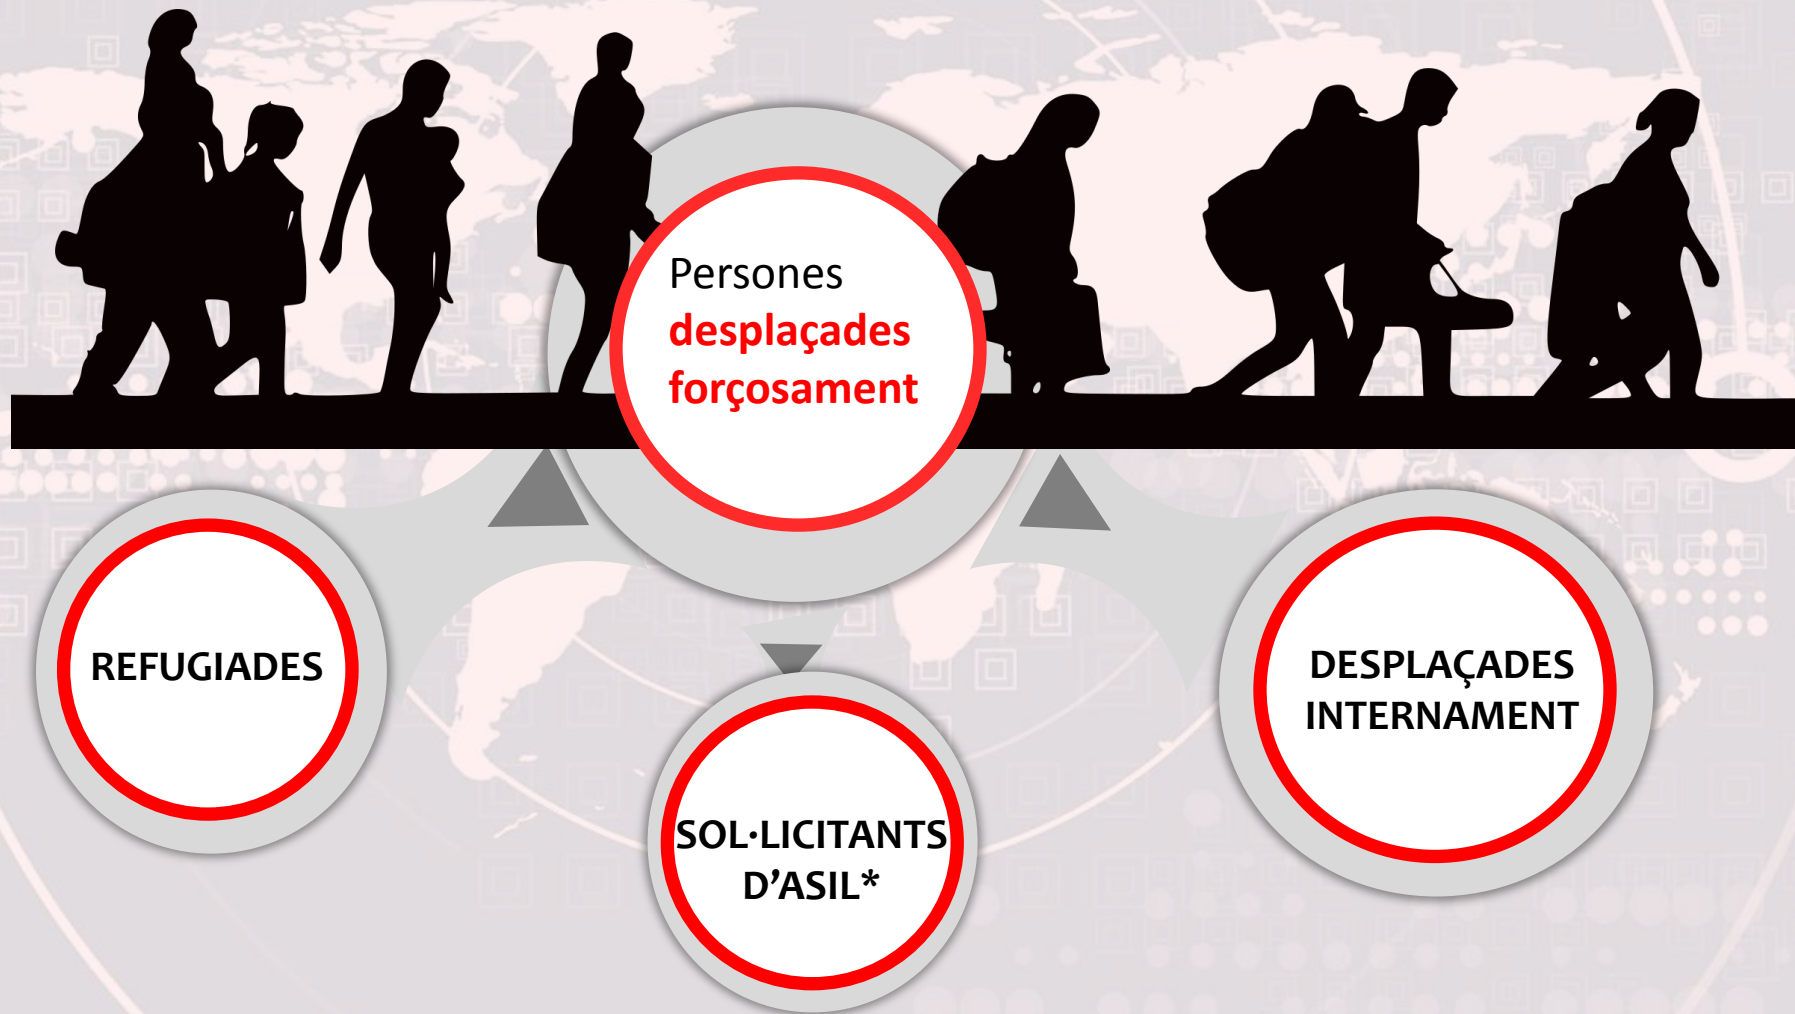 Persones
desplaçades
forçosament
REFUGIADES
SOL·LICITANTS
D’ASIL*
DESPLAÇADES
INTERNAMENT